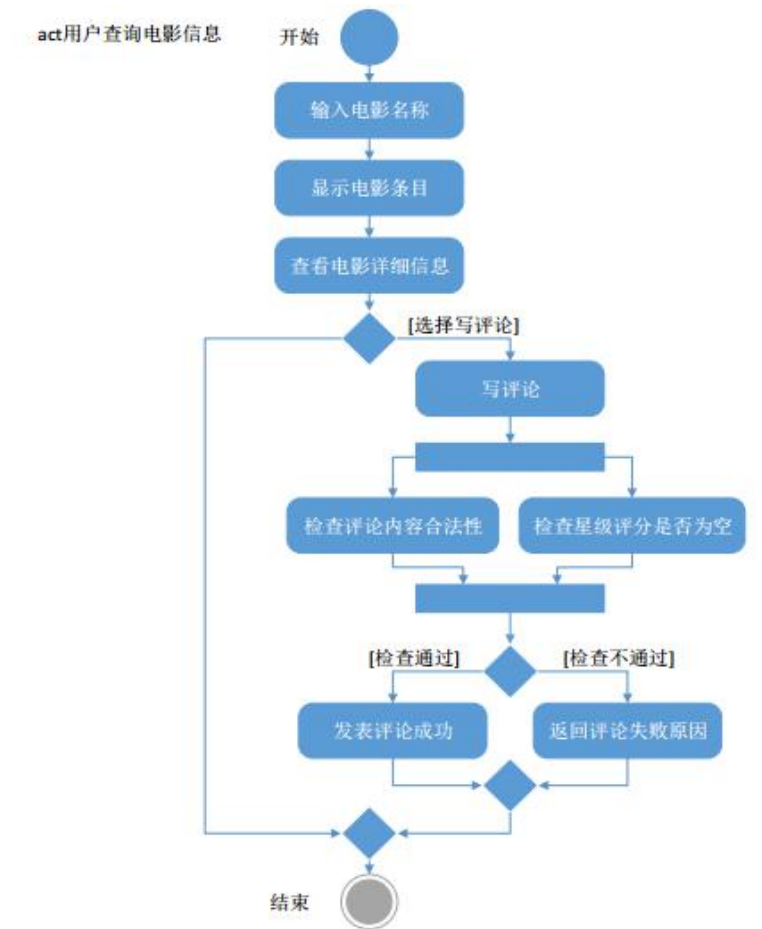 act用户查询电影信息
开始
输入电影名称
显示电影条目
查看电影详细信息
[选择写评论]
写评论
检查评论内容合法性
检查星级评分是否为空
[检查通过]
[检查不通过]
发表评论成功
返回评论失败原因
结束